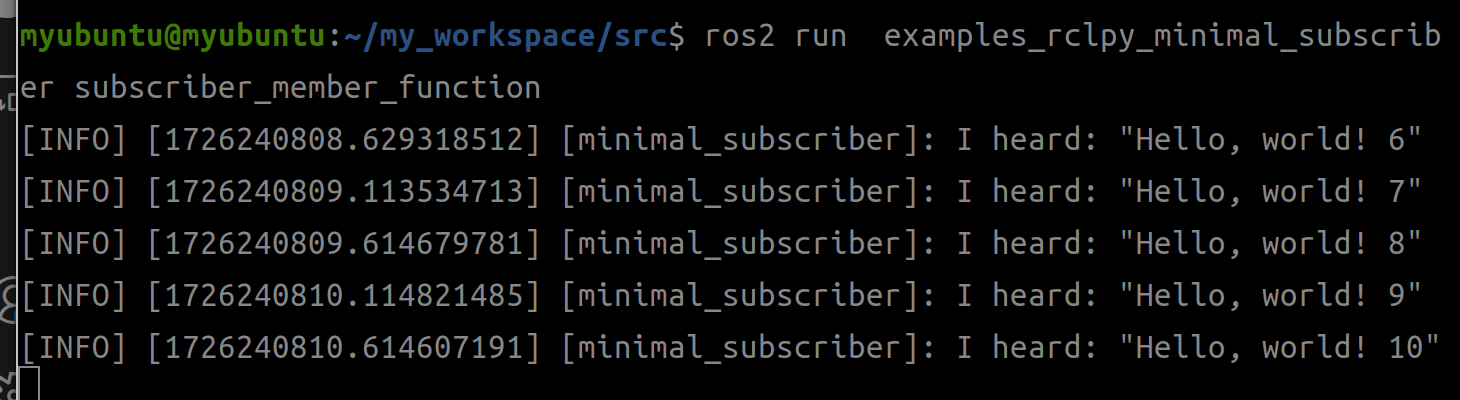 myubuntu@myubuntu:~/my_workspace/src$ ros2 run  examples_rclpy_minimal_subscrib
er subscriber_member_function
[INFO] [1726240808.629318512] [minimal_subscriber]: I heard: "Hello, world! 6"
[INFO] [1726240809.113534713] [minimal_subscriber]: I heard: "Hello, world! 7"
[INFO] [1726240809.614679781] [minimal_subscriber]: I heard: "Hello, world! 8"
[INFO] [1726240810.114821485] [minimal_subscriber]: I heard: "Hello, world! 9"
[INFO] [1726240810.614607191] [minimal_subscriber]: I heard: "Hello, world! 10"